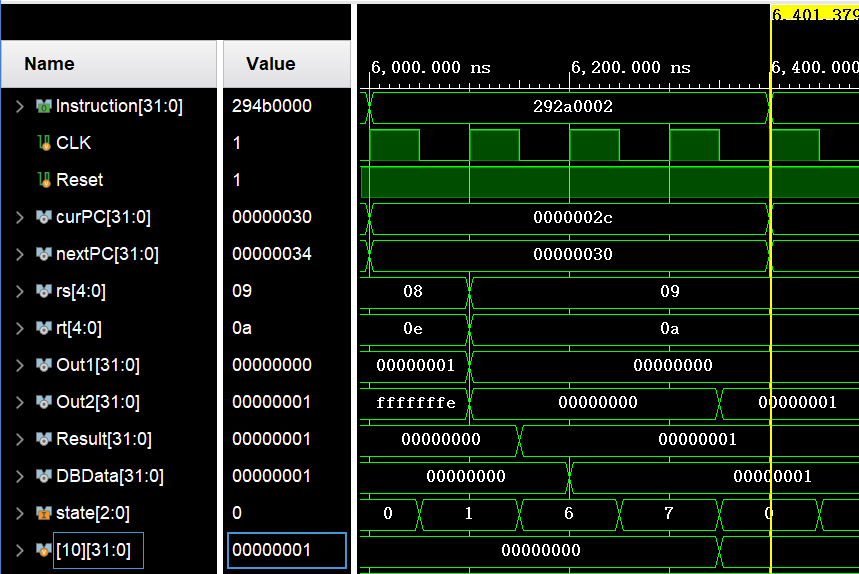 6,401.379
Name Value
6,000.000 ns 6,200.000 ns 6,400.000
Instruction[31:0] 294b0000 292a0002
CLK 1
Reset 1
curPC[31:0] 00000030 0000002c
nextPC[31:0] 00000034 00000030
rs[4:0] 09 08 09
rt[4:0] 0a 0e 0a
Out1[31:0] 00000000 00000001 00000000
Out2[31:0] 00000001 fffffffe 00000000 00000001
Result[31:0] 00000001 00000000 00000001
DBData[31:0] 00000001 00000000 00000001
state[2:0] 0 0 1 6 7 0
[10][31:0] 00000001 00000000